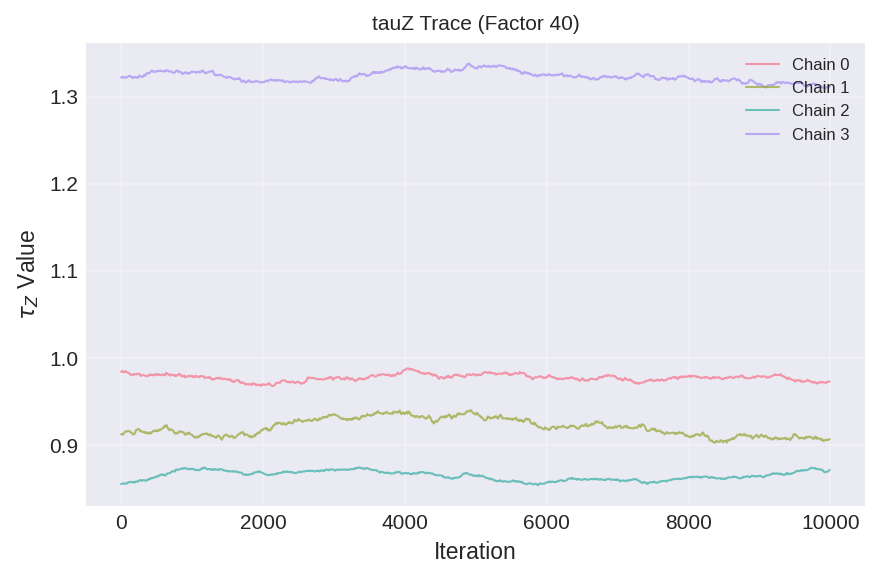 tauZ Trace (Factor 40)
Chain 0
Chain 1
Chain 2
Chain 3
1.3
1.2
1.1
1.0
0.9
τZ Value
0 2000 4000 6000 8000 10000
Iteration